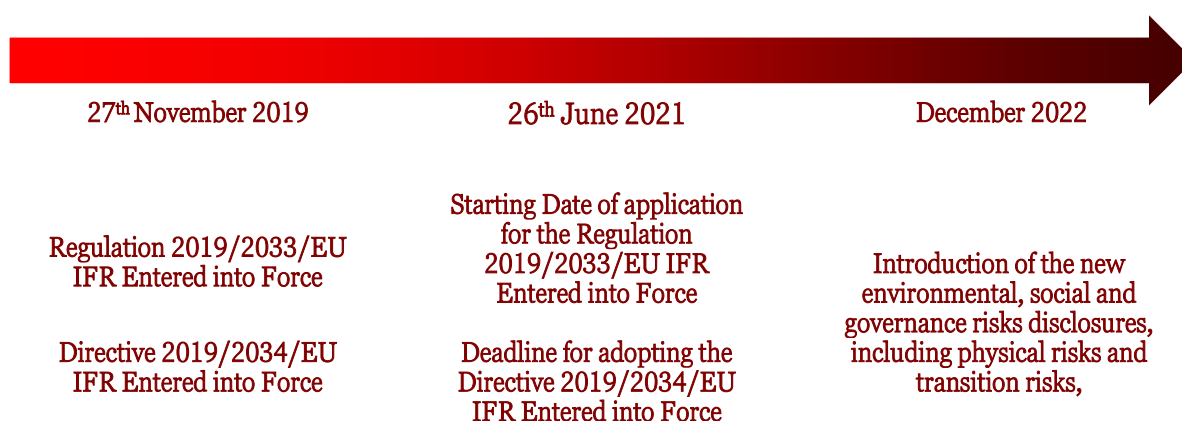 27th November 2019
26th June 2021
December 2022
Regulation 2019/2033/EU
IFR Entered into Force
Directive 2019/2034/EU
IFR Entered into Force
Starting Date of application
for the Regulation
2019/2033/EU IFR
Entered into Force
Deadline for adopting the
Directive 2019/2034/EU
IFR Entered into Force
Introduction of the new
environmental, social and
governance risks disclosures,
including physical risks and
transition risks,